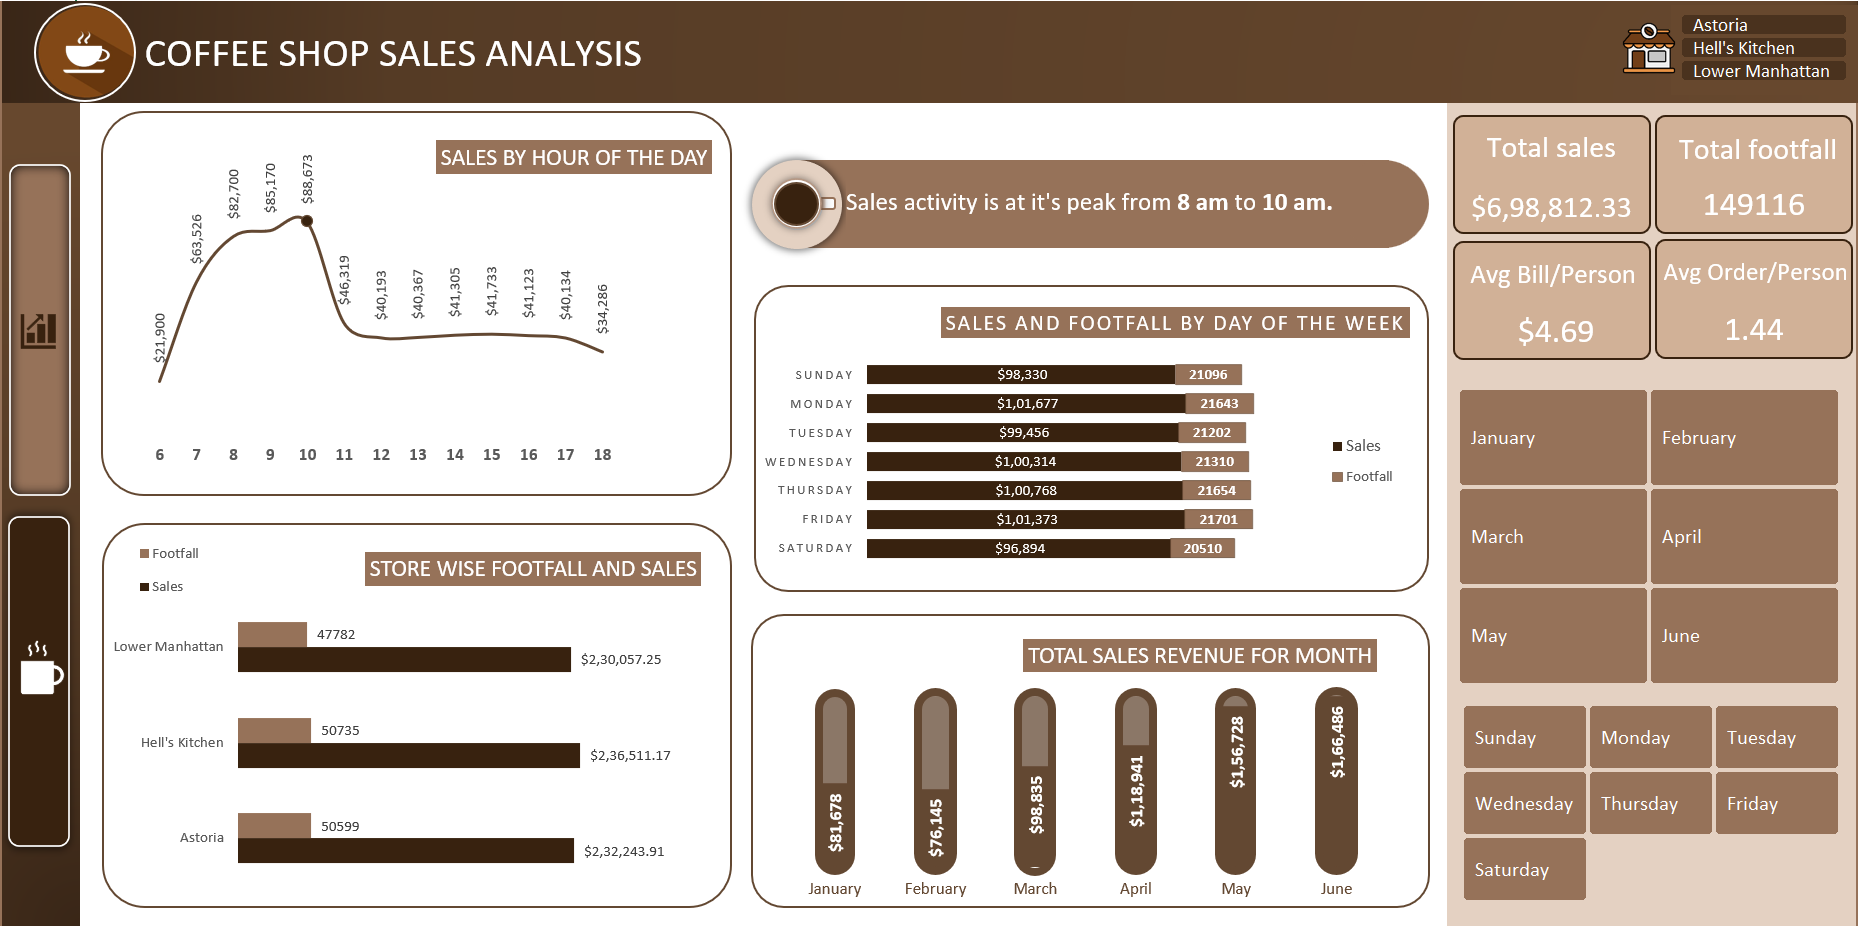 COFFEE SHOP SALES ANALYSIS
Astoria
Hell's Kitchen
Lower Manhattan
SALES BY HOUR OF THE DAY
$21,900
$63,526
$82,700
$85,170
$88,673
$46,319
$40,193
$40,367
$41,305
$41,733
$41,123
$40,134
$34,286
6 7 8 9 10 11 12 13 14 15 16 17 18
Sales activity is at it's peak from 8 am to 10 am.
SALES AND FOOTFALL BY DAY OF THE WEEK
SUNDAY $98,330 21096
MONDAY $1,01,677 21643
TUESDAY $99,456 21202
WEDNESDAY $1,00,314 21310
THURSDAY $1,00,768 21654
FRIDAY $1,01,373 21701
SATURDAY $96,894 20510
Sales
Footfall
STORE WISE FOOTFALL AND SALES
Footfall
Sales
Lower Manhattan
47782
$2,30,057.25
Hell's Kitchen
50735
$2,36,511.17
Astoria
50599
$2,32,243.91
TOTAL SALES REVENUE FOR MONTH
$81,678
$76,145
$98,835
$1,18,941
$1,56,728
$1,66,486
January February March April May June
Total sales
$6,98,812.33
Total footfall
149116
Avg Bill/Person
$4.69
Avg Order/Person
1.44
January February
March April
May June
Sunday Monday Tuesday
Wednesday Thursday Friday
Saturday